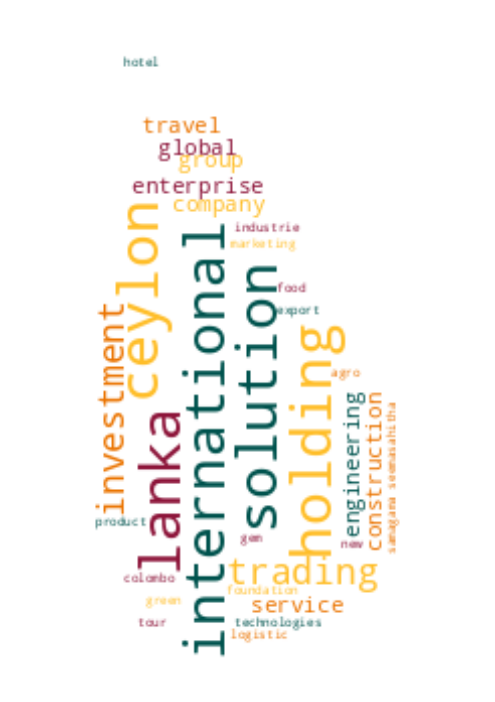 hotel
travel
global
group
enterprise
company
industrie
marketing
ceylon
international
solution
food
export
investment
holding
agro
lanka
engineering
construction
samagama seemasahitha
product
gem
new
trading
colombo
foundation
green
service
tour
technologies
logistic